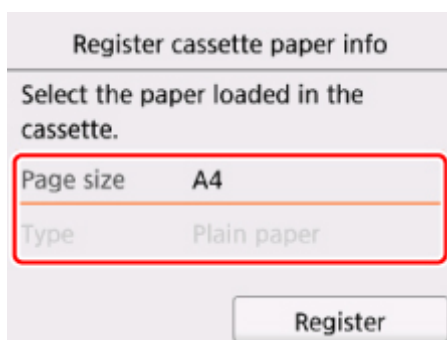 Register cassette paper info
Select the paper loaded in the
cassette.
Page size A4
Type Plain paper
Register